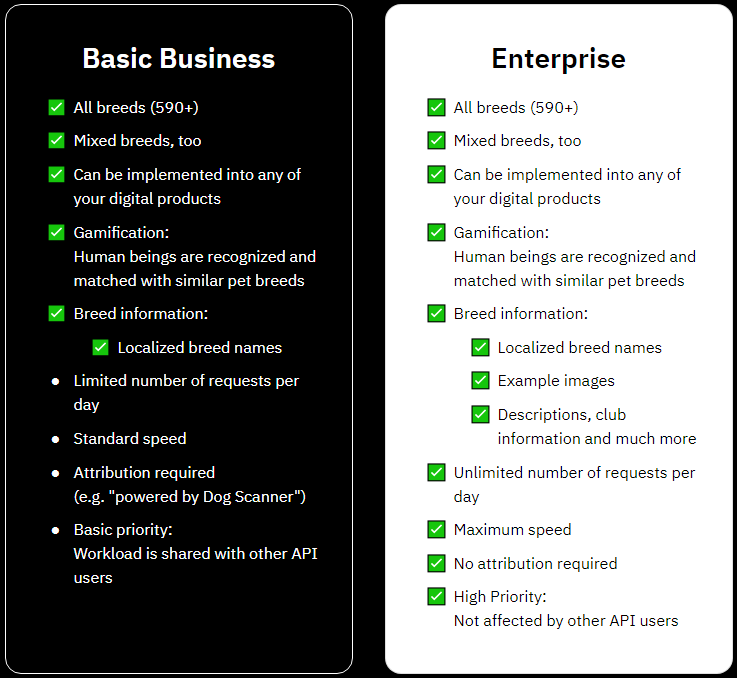 Basic Business
All breeds (590+)
Mixed breeds, too
Can be implemented into any of
your digital products
Gamification:
Human beings are recognized and
matched with similar pet breeds
Breed information:
Localized breed names
Limited number of requests per
day
Standard speed
Attribution required
(e.g. "powered by Dog Scanner")
Basic priority:
Workload is shared with other API
users
Enterprise
All breeds (590+)
Mixed breeds, too
Can be implemented into any of
your digital products
Gamification:
Human beings are recognized and
matched with similar pet breeds
Breed information:
Localized breed names
Example images
Descriptions, club
information and much more
Unlimited number of requests per
day
Maximum speed
No attribution required
High Priority:
Not affected by other API users